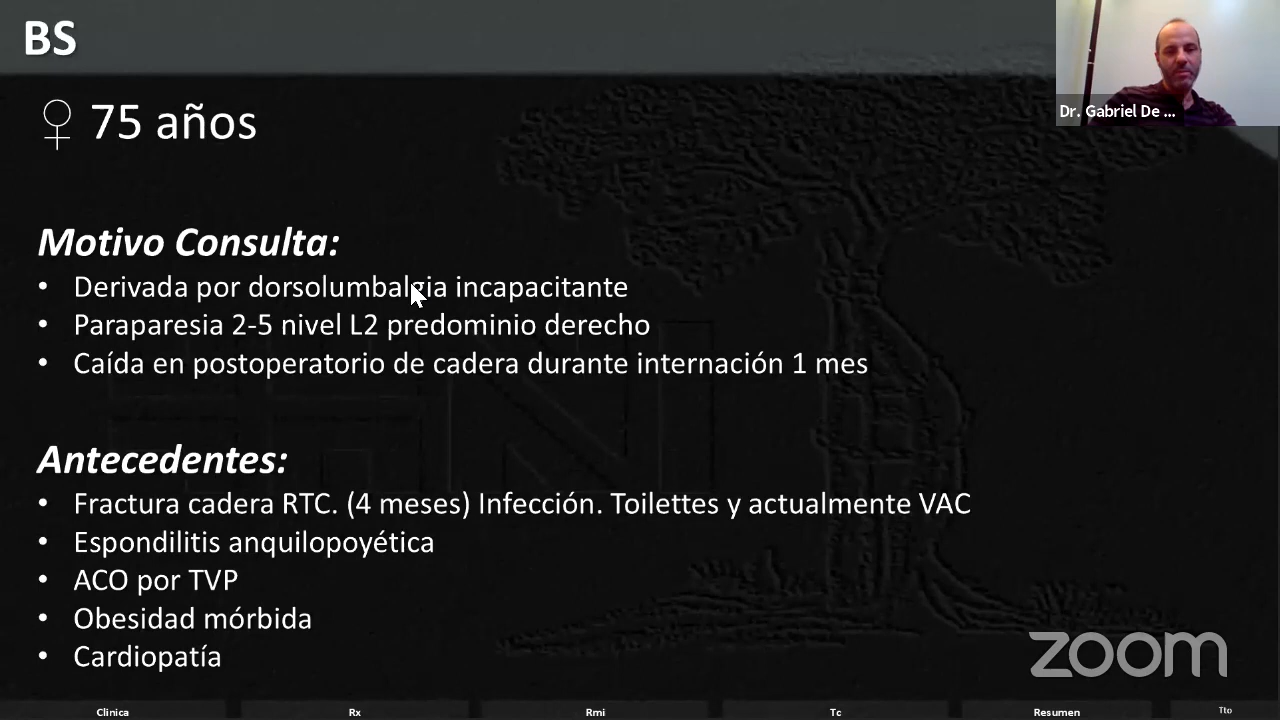 BS
Dr. Gabriel De ...
♀ 75 años
Motivo Consulta:
• Derivada por dorsolumbalgia incapacitante
• Paraparesia 2-5 nivel L2 predominio derecho
• Caída en postoperatorio de cadera durante internación 1 mes
Antecedentes:
• Fractura cadera RTC. (4 meses) Infección. Toilettes y actualmente VAC
• Espondilitis anquilopoyética
• ACO por TVP
• Obesidad mórbida
• Cardiopatía
zoom
Clinica Rx Rmi Tc Resumen Tto